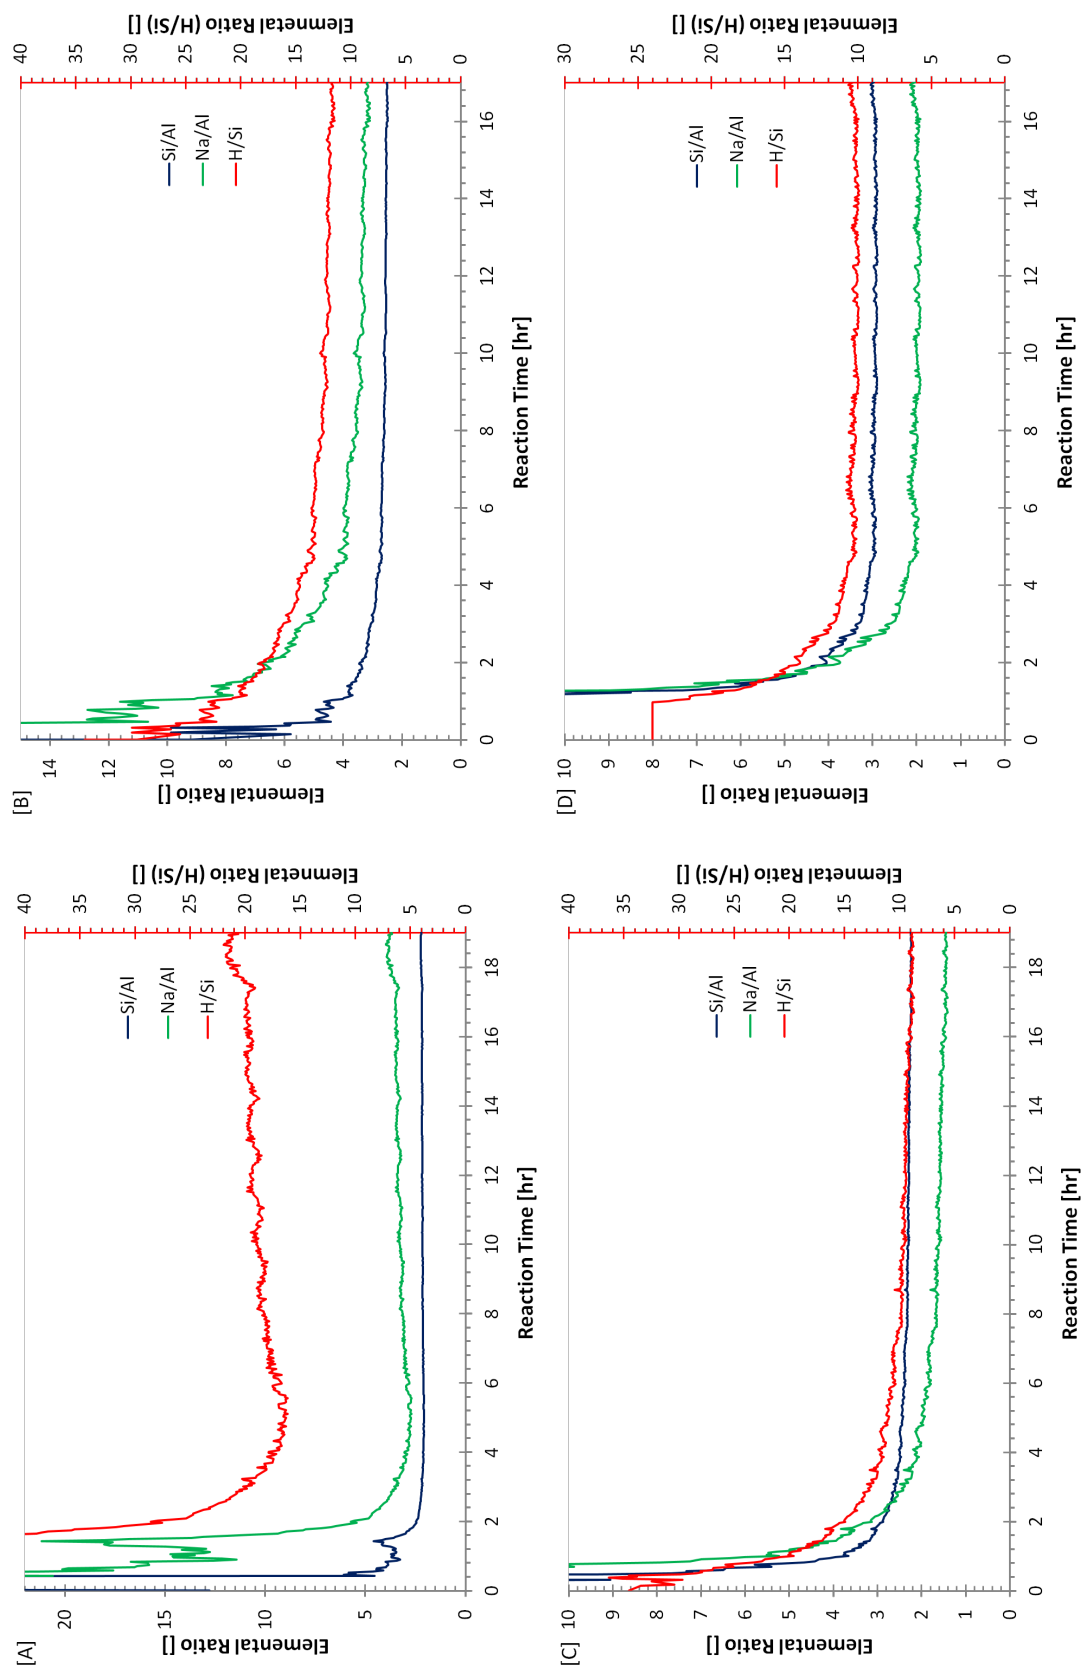 [A]
Elemental Ratio []
20
15
10
5
0
0 2 4 6 8 10 12 14 16 18
Reaction Time [hr]
Si/Al
Na/Al
H/Si
40
35
30
25
20
15
10
5
0
Elemnetal Ratio (H/Si) []
[B]
Elemental Ratio []
14
12
10
8
6
4
2
0
0 2 4 6 8 10 12 14 16
Reaction Time [hr]
Si/Al
Na/Al
H/Si
40
35
30
25
20
15
10
5
0
Elemnetal Ratio (H/Si) []
[C]
Elemental Ratio []
10
9
8
7
6
5
4
3
2
1
0
0 2 4 6 8 10 12 14 16 18
Reaction Time [hr]
Si/Al
Na/Al
H/Si
40
35
30
25
20
15
10
5
0
Elemnetal Ratio (H/Si) []
[D]
Elemental Ratio []
10
9
8
7
6
5
4
3
2
1
0
0 2 4 6 8 10 12 14 16
Reaction Time [hr]
Si/Al
Na/Al
H/Si
30
25
20
15
10
5
0
Elemnetal Ratio (H/Si) []